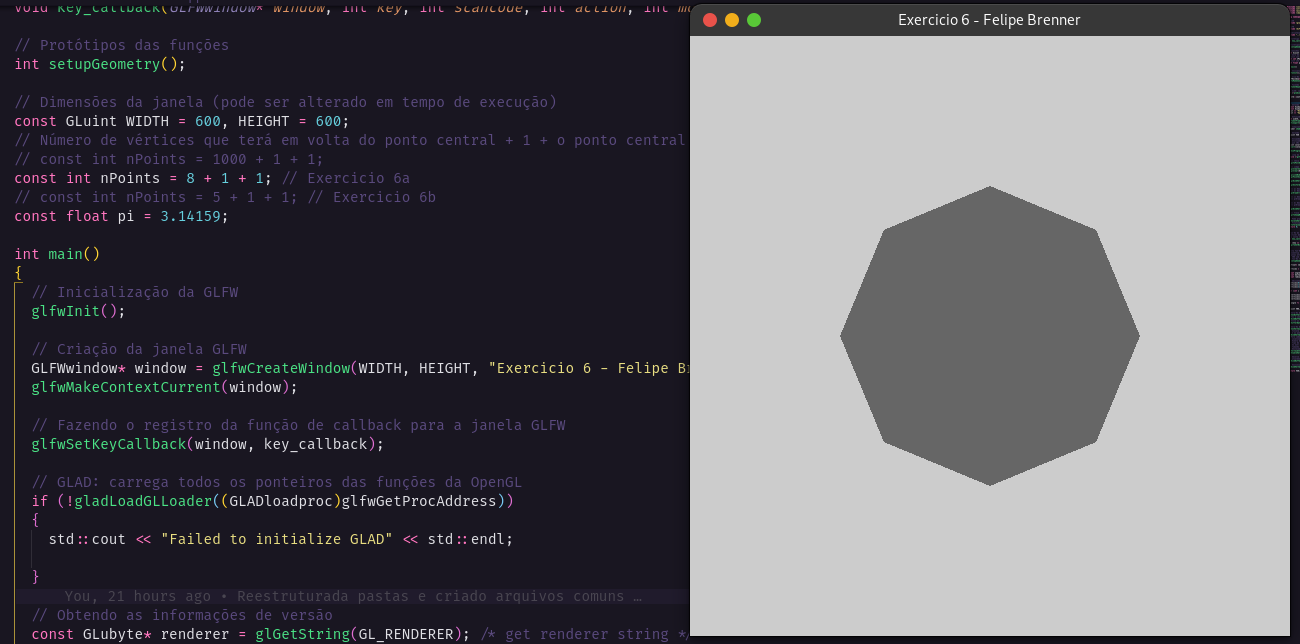 void key_callback(GLFWwindow* window, int key, int scancode, int action, int
// Protótipos das funções
int setupGeometry();
// Dimensões da janela (pode ser alterado em tempo de execução)
const GLuint WIDTH = 600, HEIGHT = 600;
// Número de vértices que terá em volta do ponto central + 1 + o ponto central
// const int nPoints = 1000 + 1 + 1;
const int nPoints = 8 + 1 + 1; // Exercicio 6a
// const int nPoints = 5 + 1 + 1; // Exercicio 6b
const float pi = 3.14159;
int main()
{
// Inicialização da GLFW
glfwInit();
// Criação da janela GLFW
GLFWwindow* window = glfwCreateWindow(WIDTH, HEIGHT, "Exercicio 6 - Felipe
glfwMakeContextCurrent(window);
// Fazendo o registro da função de callback para a janela GLFW
glfwSetKeyCallback(window, key_callback);
// GLAD: carrega todos os ponteiros das funções da OpenGL
if (!gladLoadGLLoader((GLADloadproc)glfwGetProcAddress))
{
std::cout << "Failed to initialize GLAD" << std::endl;
}
You, 21 hours ago • Reestruturada pastas e criado arquivos comuns …
// Obtendo as informações de versão
const GLubyte* renderer = glGetString(GL_RENDERER); /* get renderer string *
Exercicio 6 - Felipe Brenner